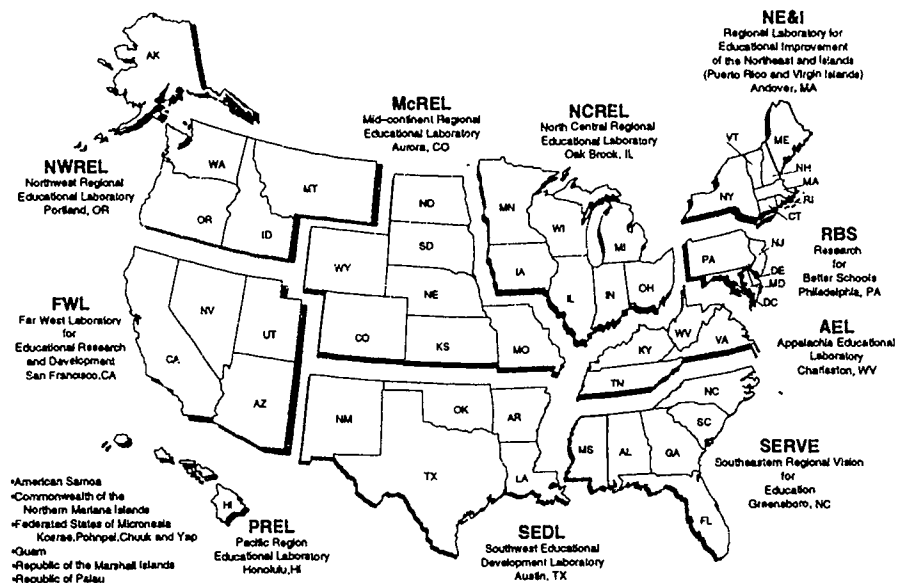 NE&I
Regional Laboratory for
Educational Improvement
of the Northeast and Islands
(Puerto Rico and Virgin Islands)
Andover, MA
AK
McREL
Mid-continent Regional
Educational Laboratory
Aurora, CO
NCREL
North Central Regional
Educational Laboratory
Oak Brook, IL
NWREL
Northwest Regional
Educational Laboratory
Portland, OR
WA
MT
OR
ID
ND
SD
WY
NE
CO
KS
MN
WI
MI
IA
IL
IN
OH
MO
VT
ME
NH
MA
NY
RI
CT
PA
NJ
DE
MD
DC
RBS
Research
for
Better Schools
Philadelphia, PA
FWL
Far West Laboratory
for
Educational Research
and Development
San Francisco,CA
NV
UT
CA
AZ
KY
WV
VA
TN
AEL
Appalachia Educational
Laboratory
Charleston, WV
NM
OK
AR
TX
LA
NC
SC
MS
AL
GA
FL
SERVE
Southeastern Regional Vision
for
Education
Greensboro, NC
•American Samoa
•Commonwealth of the
Northern Mariana Islands
•Federated States of Micronesia
Kosrae,Pohnpei,Chuuk and Yap
•Guam
•Republic of the Marshall Islands
•Republic of Palau
HI
PREL
Pacific Region
Educational Laboratory
Honolulu,HI
SEDL
Southwest Educational
Development Laboratory
Austin, TX